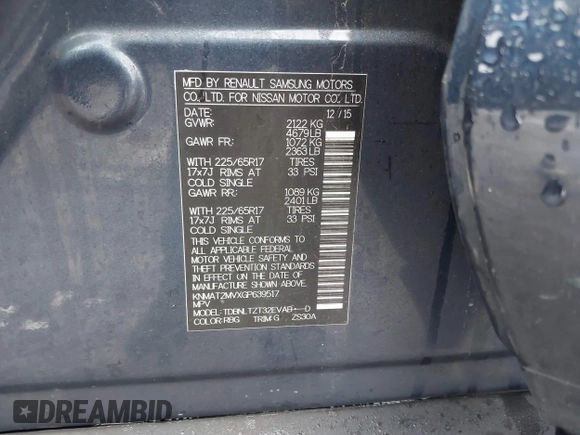 MFD BY RENAULT SAMSUNG MOTORS
CO., LTD. FOR NISSAN MOTOR CO., LTD.
DATE: 12 / 15
GVWR: 2122 KG
4679 LB
GAWR FR: 1072 KG
2363 LB
WITH 225/65R17 TIRES
17x7J RIMS AT 33 PSI
COLD SINGLE
GAWR RR: 1089 KG
2401 LB
WITH 225/65R17 TIRES
17x7J RIMS AT 33 PSI
COLD SINGLE
THIS VEHICLE CONFORMS TO
ALL APPLICABLE FEDERAL
MOTOR VEHICLE SAFETY AND
THEFT PREVENTION STANDARDS
IN EFFECT ON THE DATE OF
MANUFACTURE SHOWN ABOVE.
KNMAT2MVXGP639517
MPV
MODEL: TDBNLTZT32EVAB---D
COLOR:RBG TRIM:G ZS30A
DREAMBID